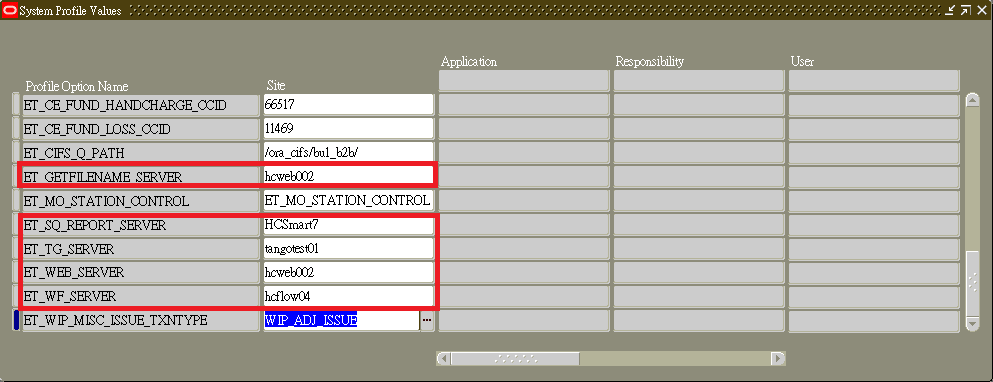 System Profile Values
Application Responsibility User
Profile Option Name Site
ET_CE_FUND_HANDCHARGE_CCID 66517
ET_CE_FUND_LOSS_CCID 11469
ET_CIFS_Q_PATH /ora_cifs/bu1_b2b/
ET_GETFILENAME_SERVER hcweb002
ET_MO_STATION_CONTROL ET_MO_STATION_CONTROL
ET_SQ_REPORT_SERVER HCSmart7
ET_TG_SERVER tangotest01
ET_WEB_SERVER hcweb002
ET_WF_SERVER hcflow04
ET_WIP_MISC_ISSUE_TXNTYPE WIP_ADJ_ISSUE